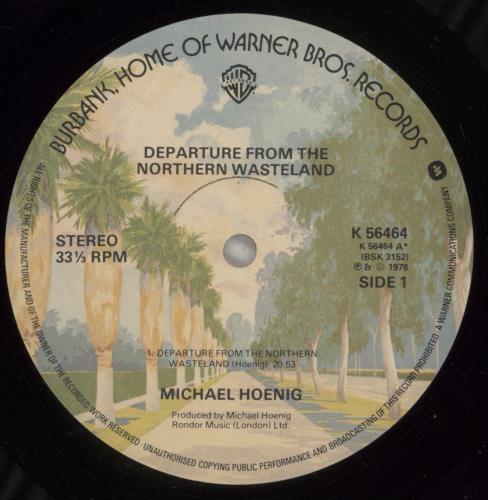 BURBANK, HOME OF WARNER BROS. RECORDS
WB
DEPARTURE FROM THE
NORTHERN WASTELAND
STEREO
33⅓ RPM
K 56464
K 56464 A*
(BSK 3152)
℗ & © 1978
SIDE 1
1. DEPARTURE FROM THE NORTHERN
WASTELAND (Hoenig) 20:53
MICHAEL HOENIG
Produced by Michael Hoenig
Rondor Music (London) Ltd.
ALL RIGHTS OF THE MANUFACTURER AND OF THE OWNER OF THE RECORDED WORK RESERVED · UNAUTHORISED COPYING PUBLIC PERFORMANCE AND BROADCASTING OF THIS RECORD PROHIBITED · A WARNER COMMUNICATIONS COMPANY